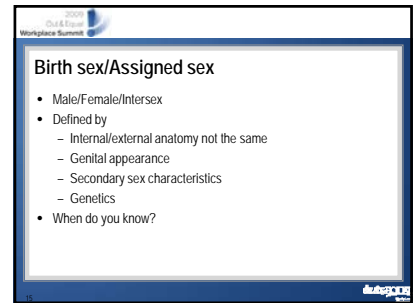 2009
Out & Equal
Workplace Summit
Birth sex/Assigned sex
• Male/Female/Intersex
• Defined by
– Internal/external anatomy not the same
– Genital appearance
– Secondary sex characteristics
– Genetics
• When do you know?
15